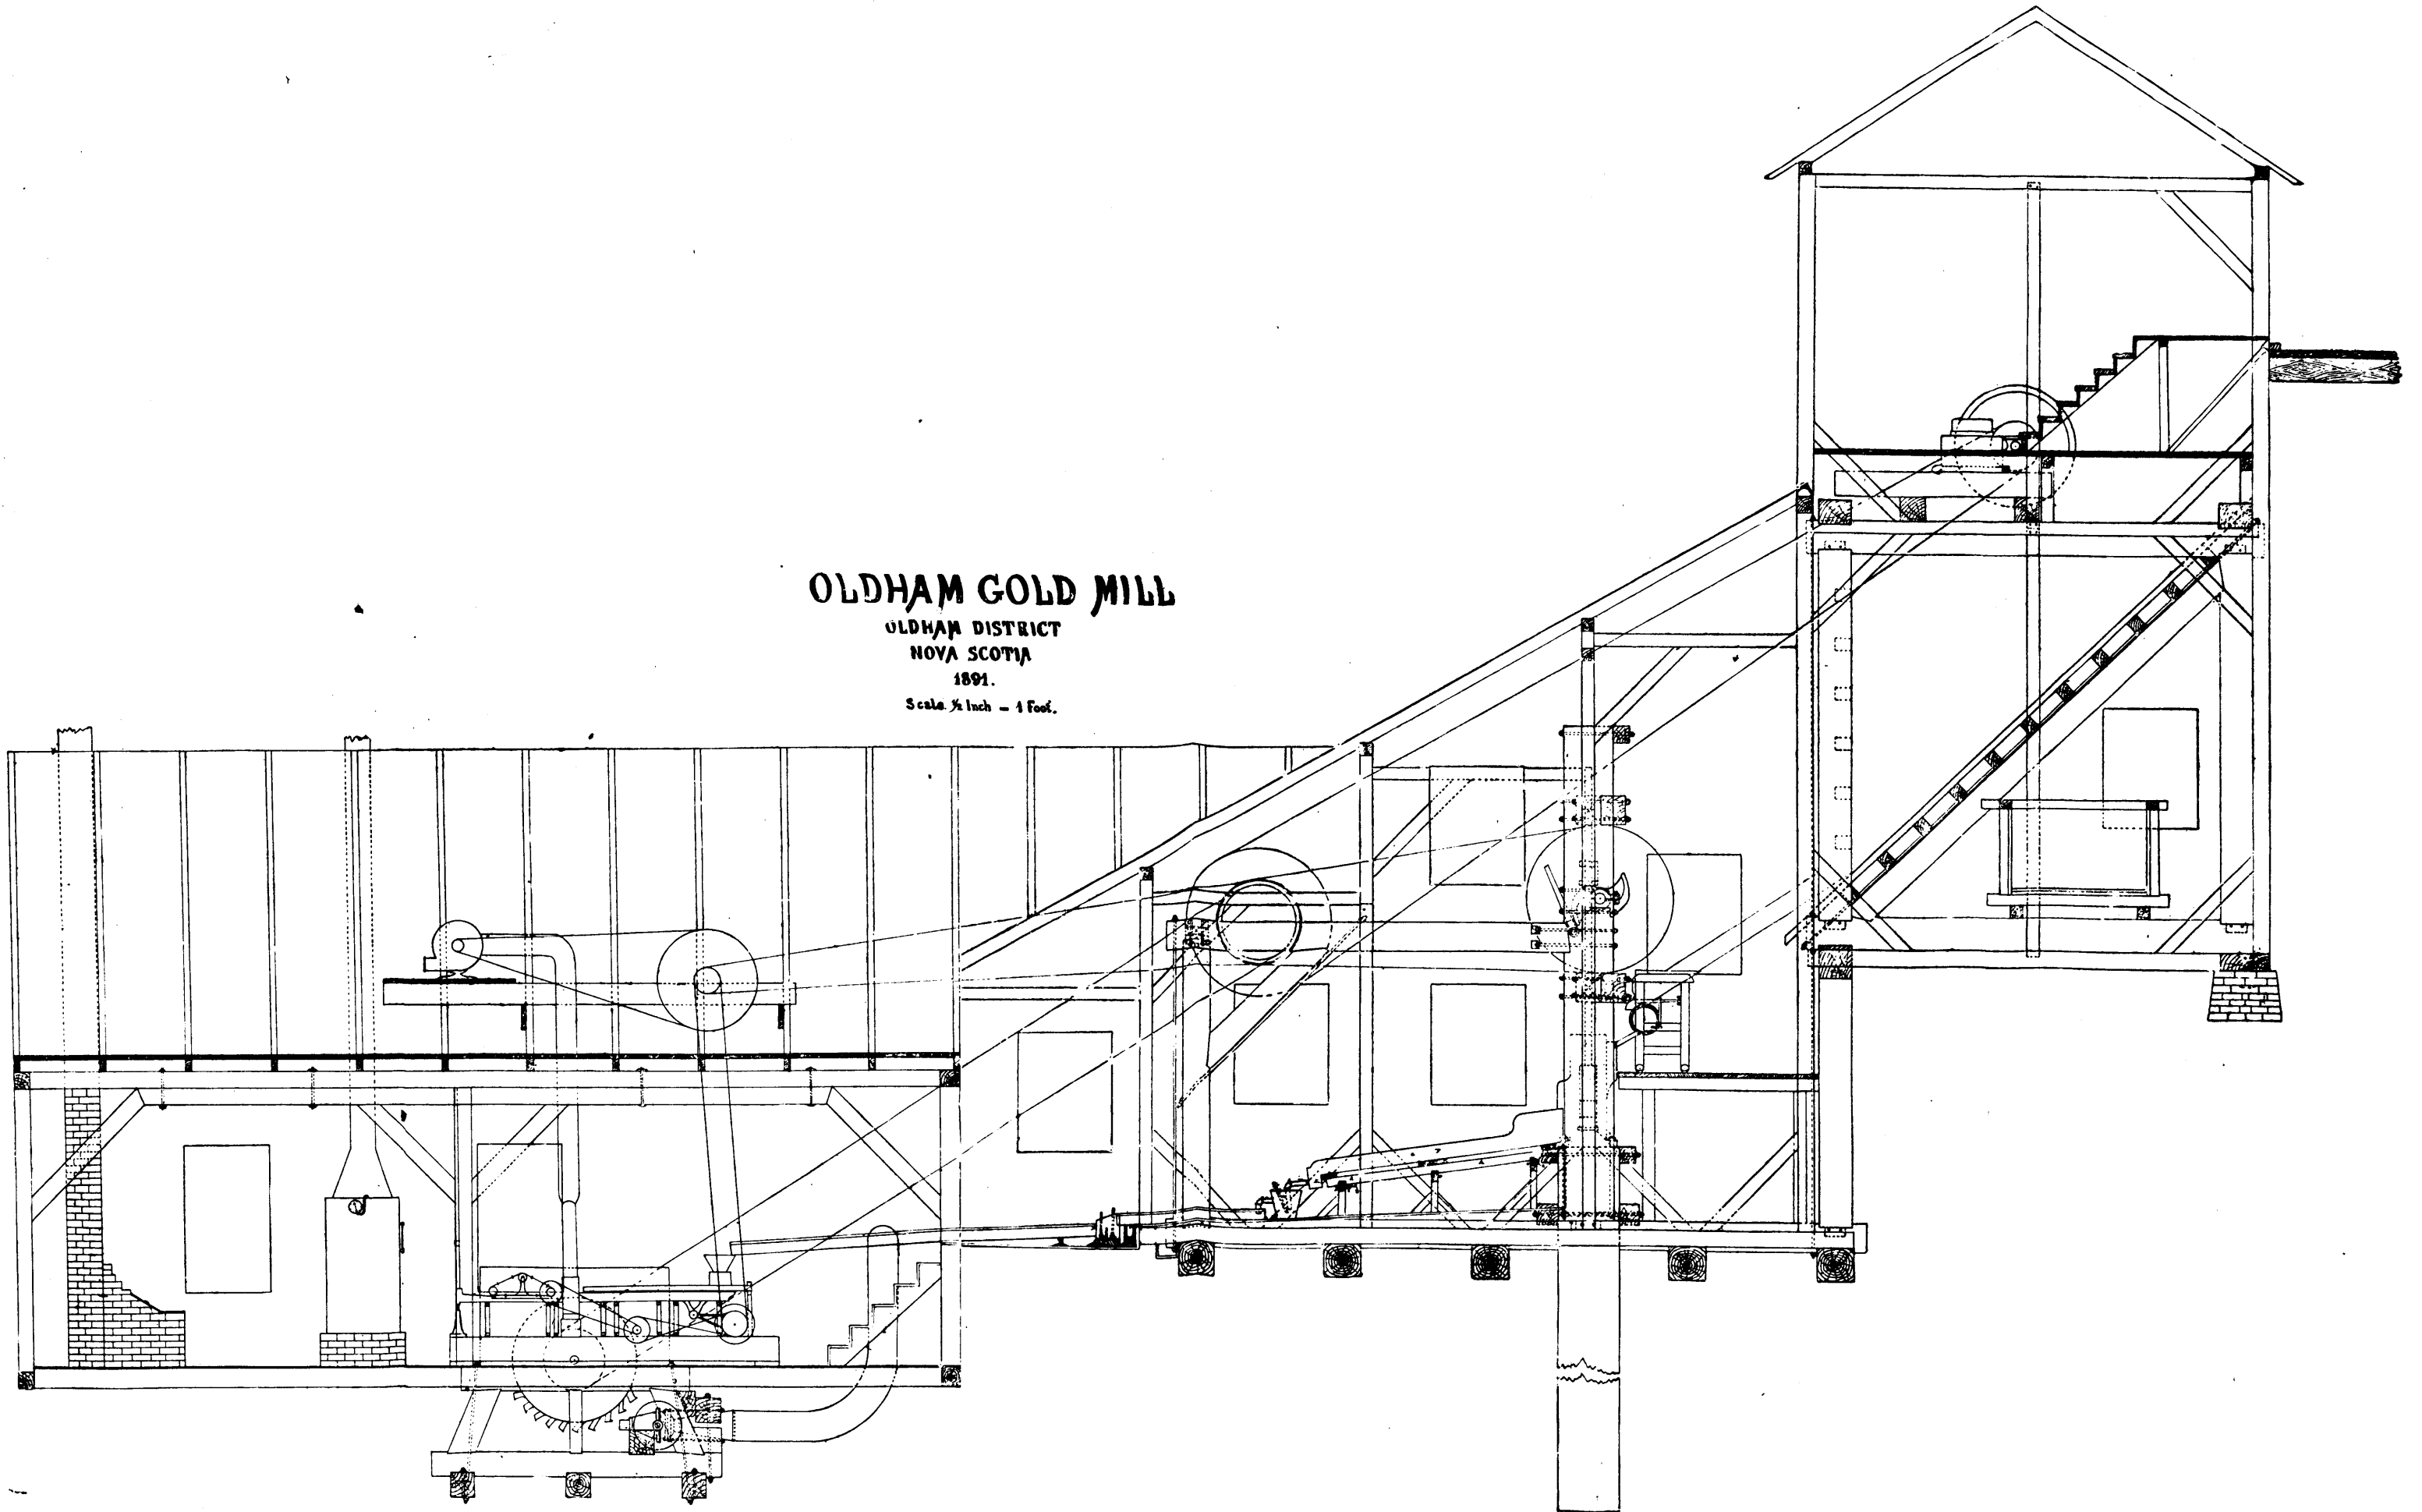 OLDHAM GOLD MILL
OLDHAM DISTRICT
NOVA SCOTIA
1891.
Scale ½ Inch = 1 Foot.